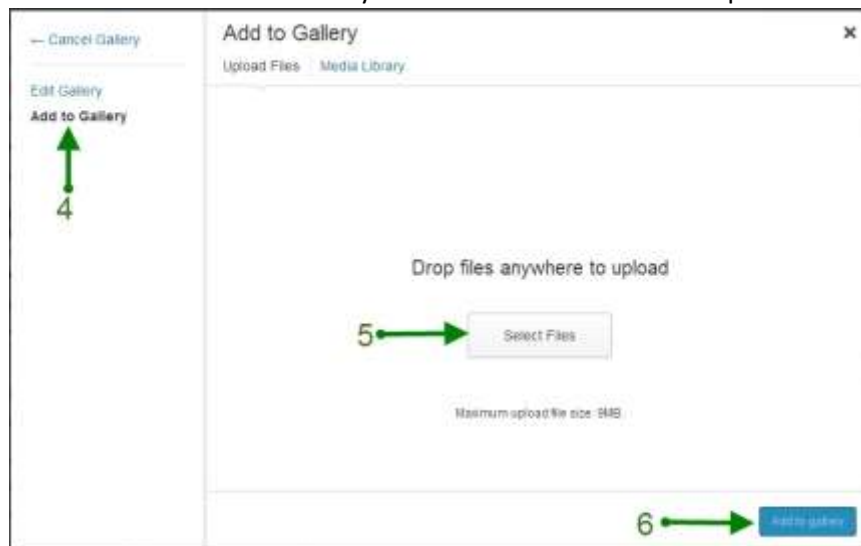 ← Cancel Gallery
Edit Gallery
Add to Gallery
4
Add to Gallery
×
Upload Files
Media Library
Drop files anywhere to upload
5
Select Files
Maximum upload file size: 8MB.
6
Add to gallery